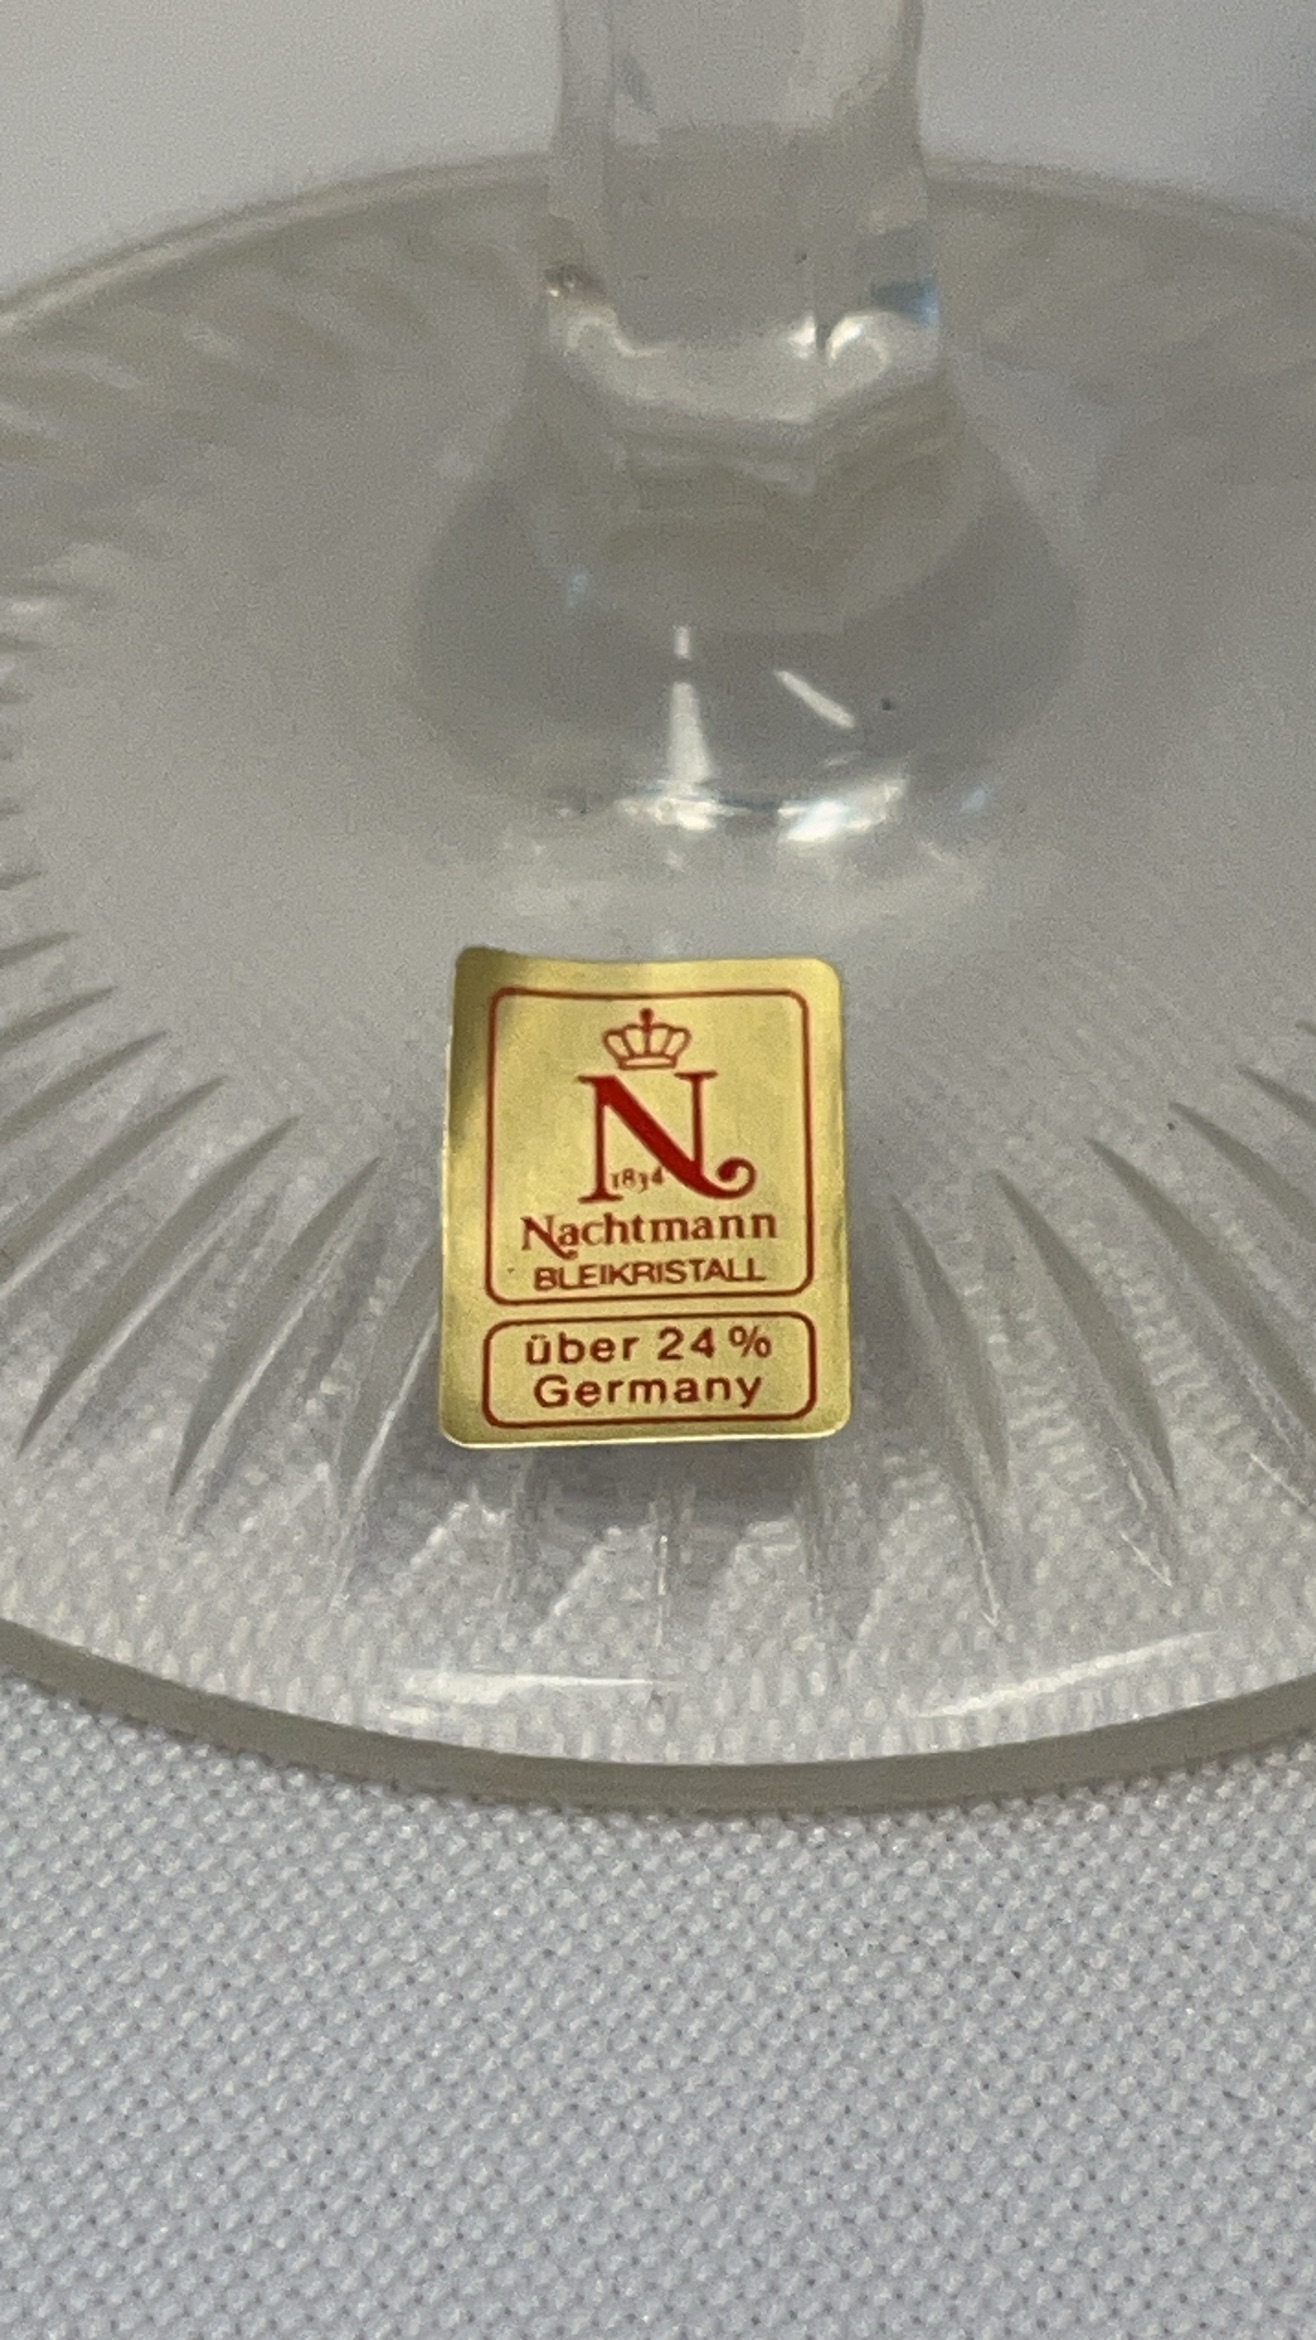 N
1834
Nachtmann
BLEIKRISTALL
über 24%
Germany